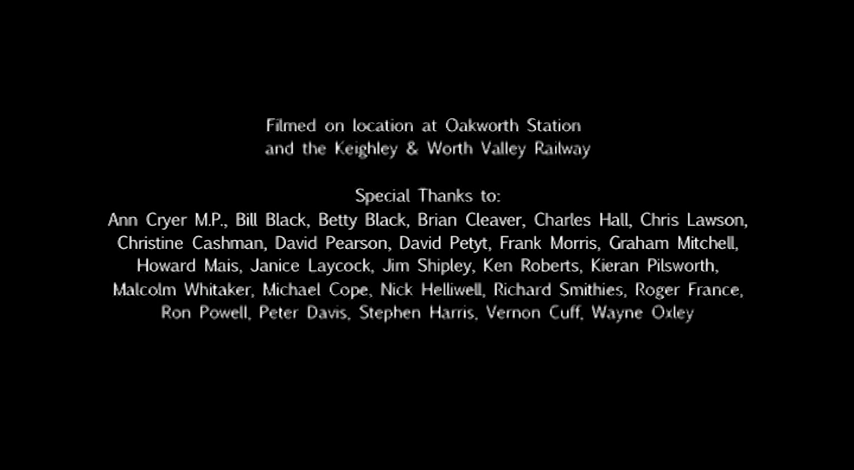 Filmed on location at Oakworth Station
and the Keighley & Worth Valley Railway
Special Thanks to:
Ann Cryer M.P., Bill Black, Betty Black, Brian Cleaver, Charles Hall, Chris Lawson,
Christine Cashman, David Pearson, David Petyt, Frank Morris, Graham Mitchell,
Howard Mais, Janice Laycock, Jim Shipley, Ken Roberts, Kieran Pilsworth,
Malcolm Whitaker, Michael Cope, Nick Helliwell, Richard Smithies, Roger France,
Ron Powell, Peter Davis, Stephen Harris, Vernon Cuff, Wayne Oxley